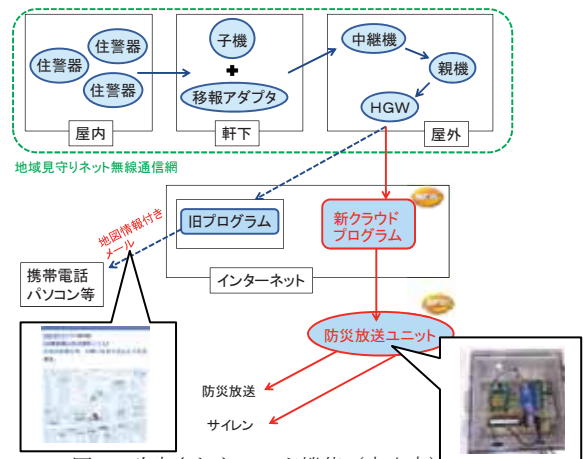 住警器
住警器
住警器
屋内
子機
+
移報アダプタ
軒下
中継機
親機
HGW
屋外
地域見守りネット無線通信網
旧プログラム
新クラウド
プログラム
インターネット
地図情報付き
メール
携帯電話
パソコン等
防災放送ユニット
防災放送
サイレン